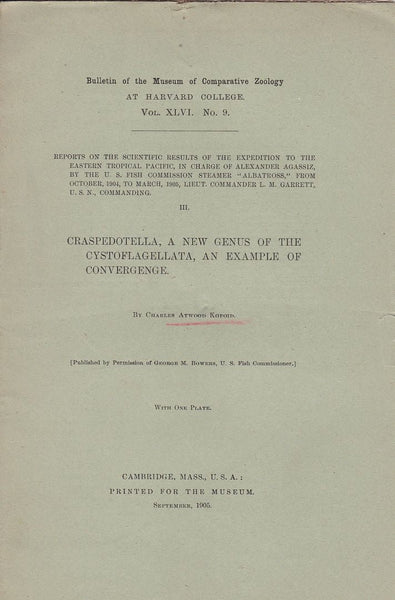 Bulletin of the Museum of Comparative Zoölogy
AT HARVARD COLLEGE.
VOL. XLVI. No. 9.
REPORTS ON THE SCIENTIFIC RESULTS OF THE EXPEDITION TO THE
EASTERN TROPICAL PACIFIC, IN CHARGE OF ALEXANDER AGASSIZ,
BY THE U. S. FISH COMMISSION STEAMER "ALBATROSS," FROM
OCTOBER, 1904, TO MARCH, 1905, LIEUT. COMMANDER L. M. GARRETT,
U. S. N., COMMANDING.
III.
CRASPEDOTELLA, A NEW GENUS OF THE
CYSTOFLAGELLATA, AN EXAMPLE OF
CONVERGENGE.
BY CHARLES ATWOOD KOFOID.
[Published by Permission of GEORGE M. BOWERS, U. S. Fish Commissioner.]
WITH ONE PLATE.
CAMBRIDGE, MASS., U. S. A.:
PRINTED FOR THE MUSEUM.
SEPTEMBER, 1905.